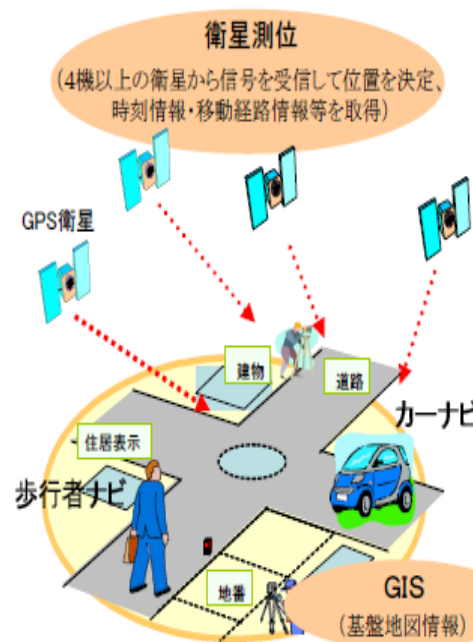 衛星測位
（4機以上の衛星から信号を受信して位置を決定、
時刻情報・移動経路情報等を取得）
GPS衛星
建物
道路
カーナビ
住居表示
歩行者ナビ
地番
GIS
（基盤地図情報）